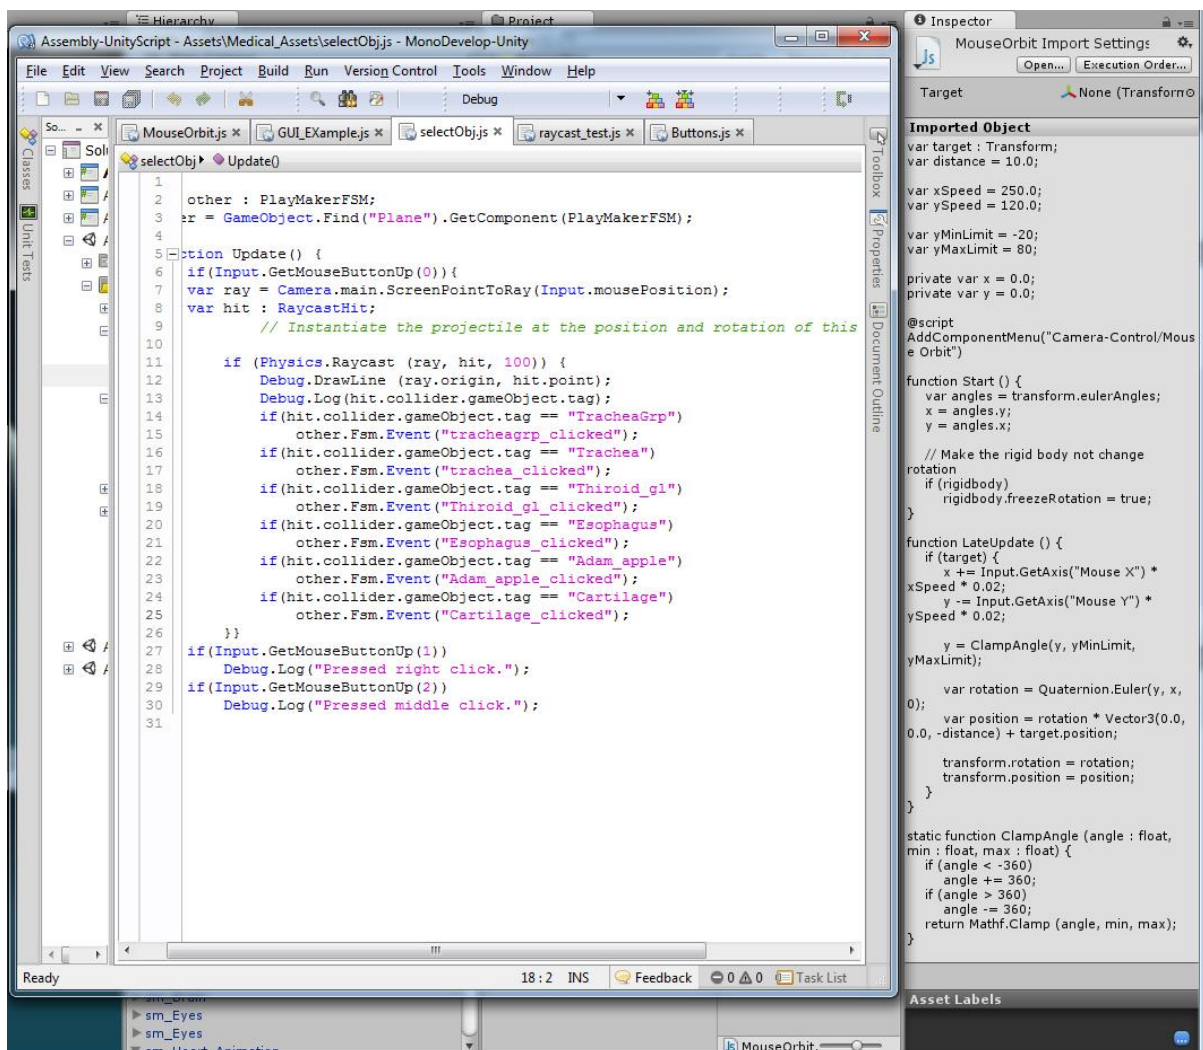 Hierarchy
Project
Assembly-UnityScript - Assets\Medical_Assets\selectObj.js - MonoDevelop-Unity
File Edit View Search Project Build Run Version Control Tools Window Help
Debug
So...
Solu
Classes
Unit Tests
MouseOrbit.js
GUI_EXample.js
selectObj.js
raycast_test.js
Buttons.js
selectObj
Update()
1
2 other : PlayMakerFSM;
3 er = GameObject.Find("Plane").GetComponent(PlayMakerFSM);
4
5 ction Update() {
6 if(Input.GetMouseButtonUp(0)){
7 var ray = Camera.main.ScreenPointToRay(Input.mousePosition);
8 var hit : RaycastHit;
9 // Instantiate the projectile at the position and rotation of this
10
11 if (Physics.Raycast (ray, hit, 100)) {
12 Debug.DrawLine (ray.origin, hit.point);
13 Debug.Log(hit.collider.gameObject.tag);
14 if(hit.collider.gameObject.tag == "TracheaGrp")
15 other.Fsm.Event("tracheagrp_clicked");
16 if(hit.collider.gameObject.tag == "Trachea")
17 other.Fsm.Event("trachea_clicked");
18 if(hit.collider.gameObject.tag == "Thiroid_gl")
19 other.Fsm.Event("Thiroid_gl_clicked");
20 if(hit.collider.gameObject.tag == "Esophagus")
21 other.Fsm.Event("Esophagus_clicked");
22 if(hit.collider.gameObject.tag == "Adam_apple")
23 other.Fsm.Event("Adam_apple_clicked");
24 if(hit.collider.gameObject.tag == "Cartilage")
25 other.Fsm.Event("Cartilage_clicked");
26 }}
27 if(Input.GetMouseButtonUp(1))
28 Debug.Log("Pressed right click.");
29 if(Input.GetMouseButtonUp(2))
30 Debug.Log("Pressed middle click.");
31
Toolbox
Properties
Document Outline
Ready
18 : 2 INS
Feedback
0
0
Task List
sm_Brain
sm_Eyes
sm_Eyes
sm_Heart_Animation
MouseOrbit.
Inspector
MouseOrbit Import Settings
Js
Open...
Execution Order...
Target
None (Transform
Imported Object
var target : Transform;
var distance = 10.0;
var xSpeed = 250.0;
var ySpeed = 120.0;
var yMinLimit = -20;
var yMaxLimit = 80;
private var x = 0.0;
private var y = 0.0;
@script
AddComponentMenu("Camera-Control/Mous
e Orbit")
function Start () {
var angles = transform.eulerAngles;
x = angles.y;
y = angles.x;
// Make the rigid body not change
rotation
if (rigidbody)
rigidbody.freezeRotation = true;
}
function LateUpdate () {
if (target) {
x += Input.GetAxis("Mouse X") *
xSpeed * 0.02;
y -= Input.GetAxis("Mouse Y") *
ySpeed * 0.02;
y = ClampAngle(y, yMinLimit,
yMaxLimit);
var rotation = Quaternion.Euler(y, x,
0);
var position = rotation * Vector3(0.0,
0.0, -distance) + target.position;
transform.rotation = rotation;
transform.position = position;
}
}
static function ClampAngle (angle : float,
min : float, max : float) {
if (angle < -360)
angle += 360;
if (angle > 360)
angle -= 360;
return Mathf.Clamp (angle, min, max);
}
Asset Labels